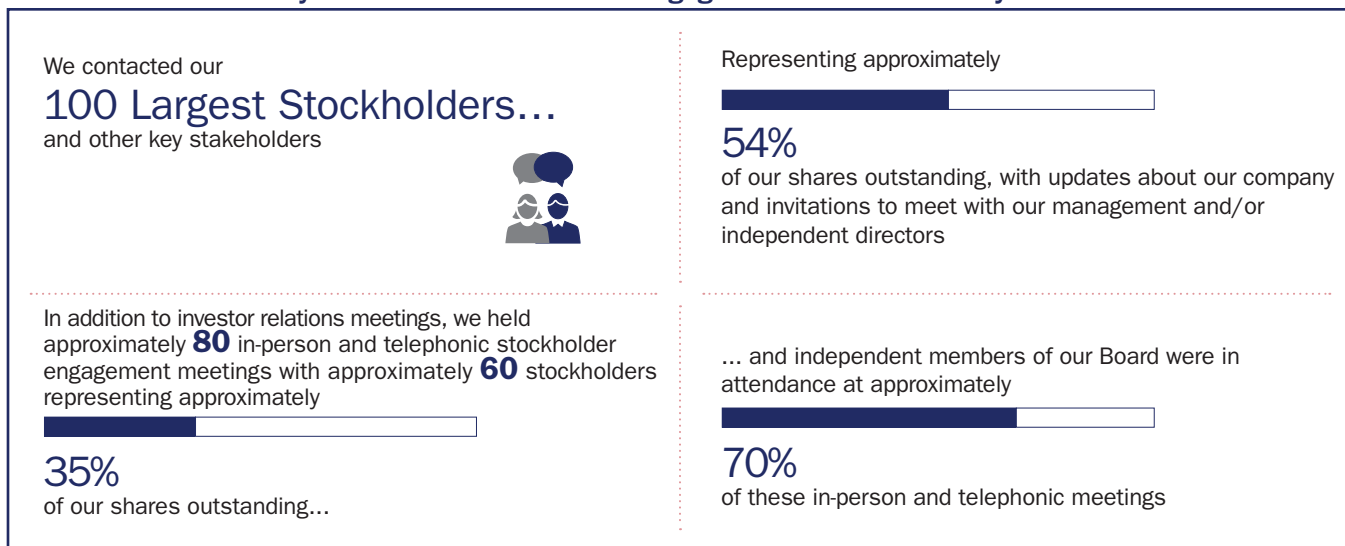 We contacted our
100 Largest Stockholders...
and other key stakeholders
Representing approximately
54%
of our shares outstanding, with updates about our company
and invitations to meet with our management and/or
independent directors
In addition to investor relations meetings, we held
approximately 80 in-person and telephonic stockholder
engagement meetings with approximately 60 stockholders
representing approximately
35%
of our shares outstanding...
... and independent members of our Board were in
attendance at approximately
70%
of these in-person and telephonic meetings